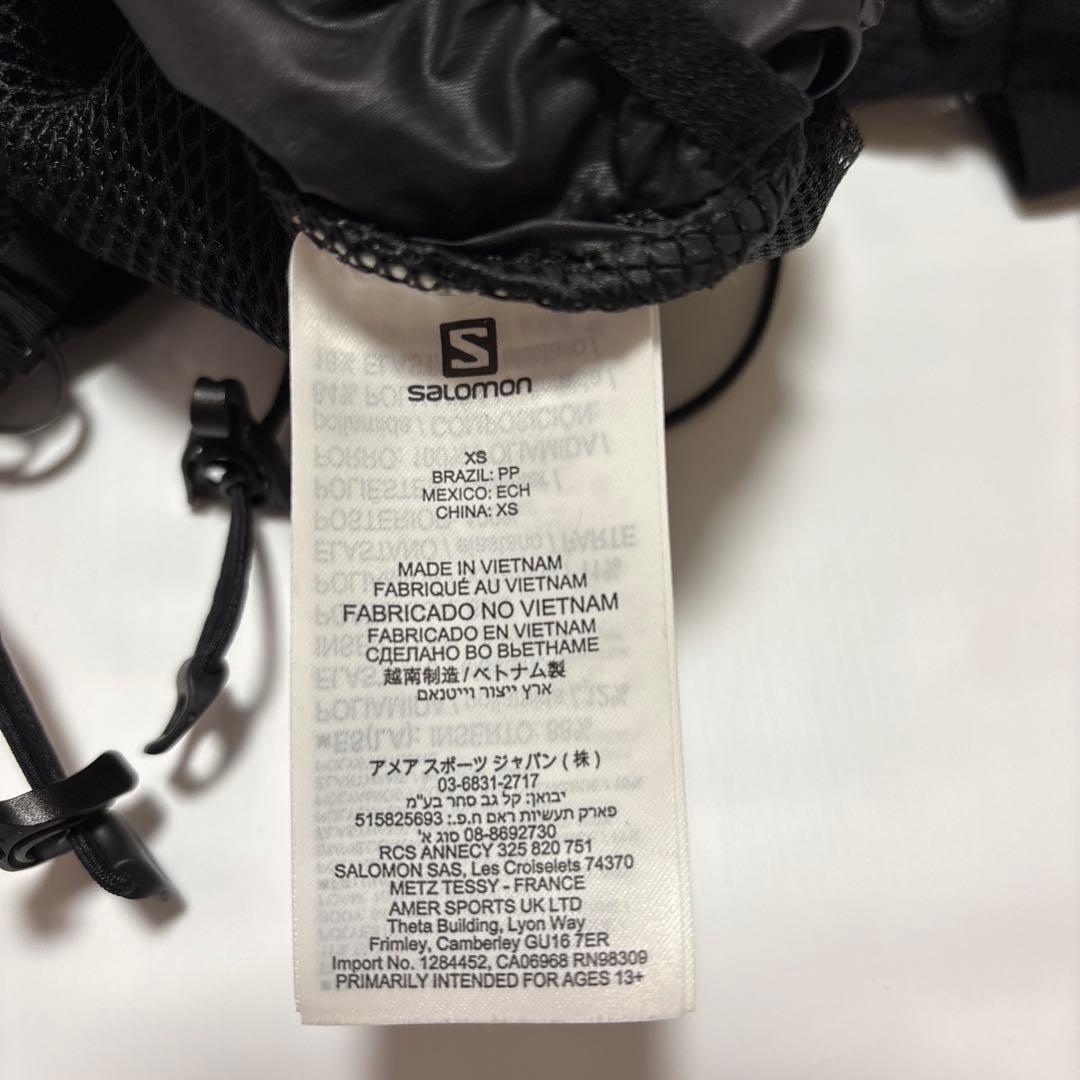 S
salomon
XS
BRAZIL: PP
MEXICO: ECH
CHINA: XS
MADE IN VIETNAM
FABRIQUÉ AU VIETNAM
FABRICADO NO VIETNAM
FABRICADO EN VIETNAM
СДЕЛАНО ВО ВЬЕТНАМЕ
越南制造 / ベトナム製
ארץ ייצור וייטנאם
アメア スポーツ ジャパン ( 株 )
03-6831-2717
יבואן: קל גב סחר בע"מ
פארק תעשיות ראם ח.פ.: 515825693
08-8692730 סוג א'
RCS ANNECY 325 820 751
SALOMON SAS, Les Croiselets 74370
METZ TESSY - FRANCE
AMER SPORTS UK LTD
Theta Building, Lyon Way
Frimley, Camberley GU16 7ER
Import No. 1284452, CA06968 RN98309
PRIMARILY INTENDED FOR AGES 13+